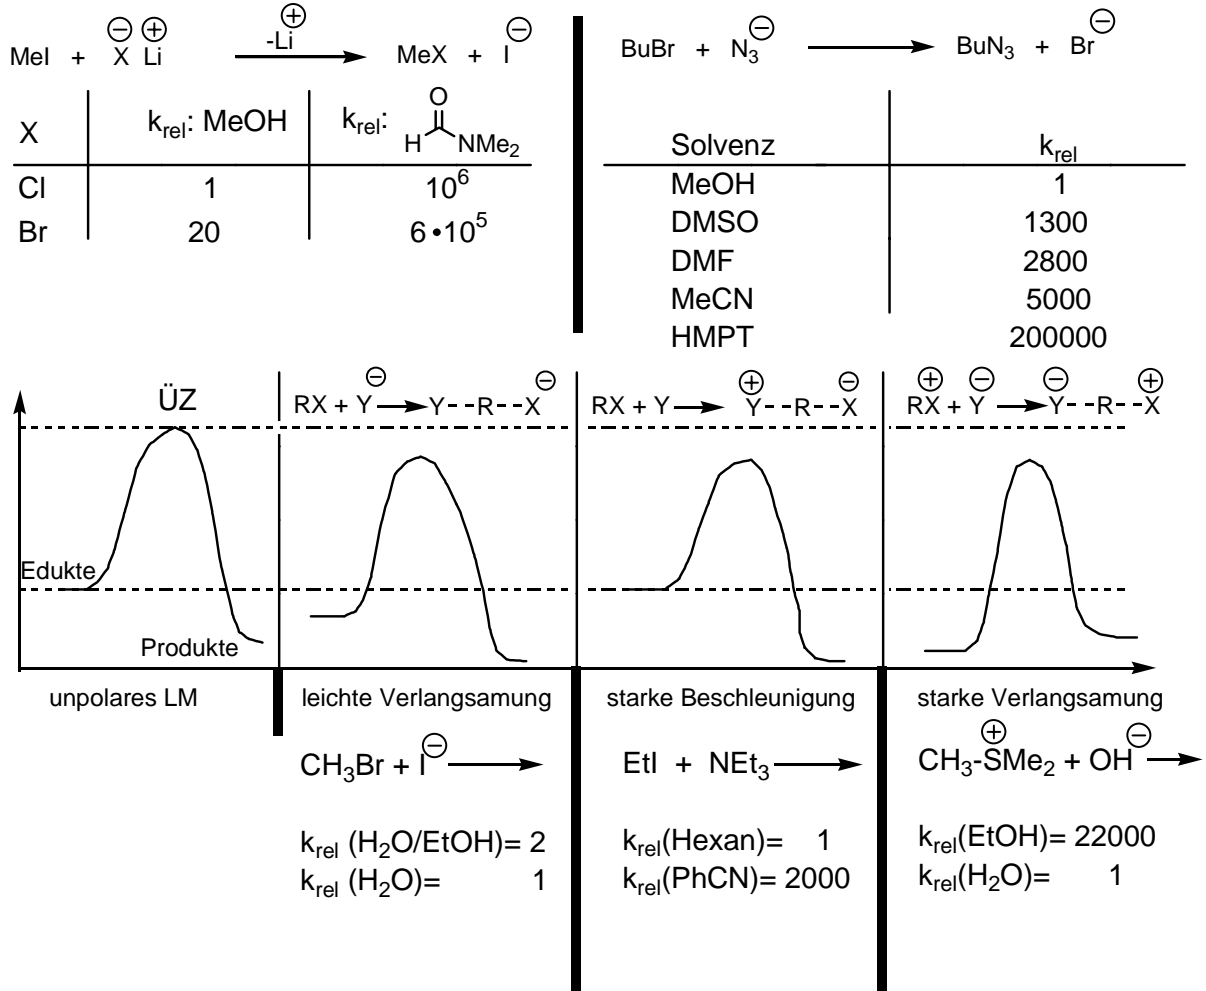 MeI + X⊖ Li⊕ -Li⊕ MeX + I⊖
X k_rel: MeOH k_rel: O H NMe₂
Cl 1 10⁶
Br 20 6•10⁵
BuBr + N₃⊖ BuN₃ + Br⊖
Solvenz k_rel
MeOH 1
DMSO 1300
DMF 2800
MeCN 5000
HMPT 200000
ÜZ
Edukte
Produkte
unpolares LM
RX + Y⊖ Y--R--X⊖
leichte Verlangsamung
CH₃Br + I⊖
k_rel (H₂O/EtOH)= 2
k_rel (H₂O)= 1
RX + Y Y⊕--R--X⊖
starke Beschleunigung
EtI + NEt₃
k_rel(Hexan)= 1
k_rel(PhCN)= 2000
RX⊕ + Y⊖ Y⊖--R--X⊕
starke Verlangsamung
CH₃-S⊕Me₂ + OH⊖
k_rel(EtOH)= 22000
k_rel(H₂O)= 1